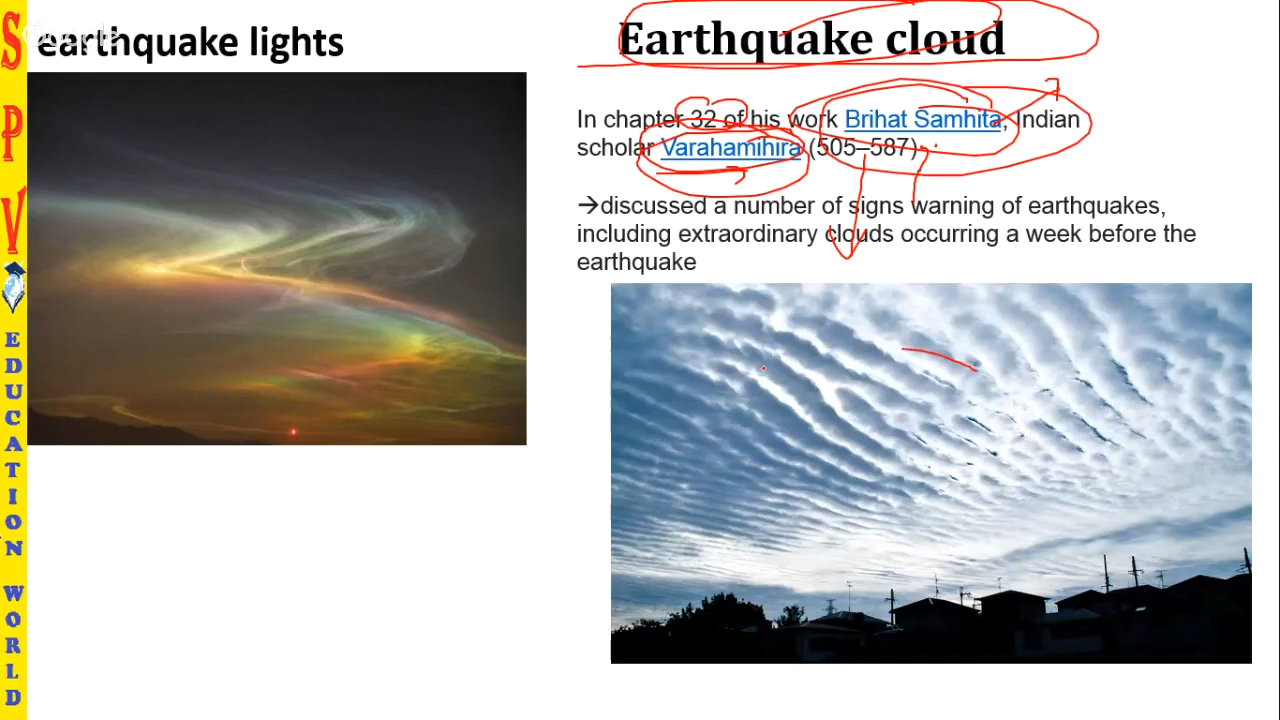 S P V
EDUCATION
WORLD
Google
earthquake lights
Earthquake cloud
In chapter 32 of his work Brihat Samhita, Indian
scholar Varahamihira (505–587)
→discussed a number of signs warning of earthquakes,
including extraordinary clouds occurring a week before the
earthquake